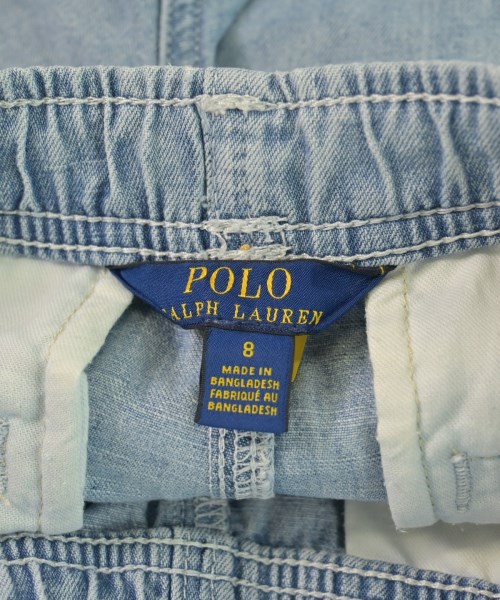 POLO
RALPH LAUREN
8
MADE IN
BANGLADESH
FABRIQUÉ AU
BANGLADESH